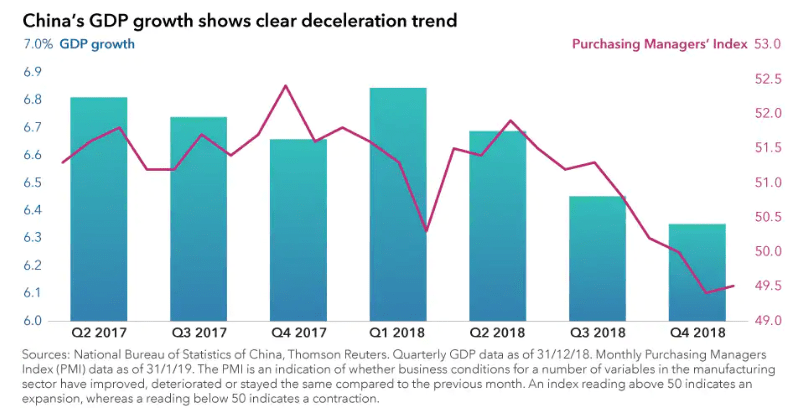 China's GDP growth shows clear deceleration trend
7.0% GDP growth
Purchasing Managers' Index 53.0
6.9
6.8
6.7
6.6
6.5
6.4
6.3
6.2
6.1
6.0
52.5
52.0
51.5
51.0
50.5
50.0
49.5
49.0
Q2 2017 Q3 2017 Q4 2017 Q1 2018 Q2 2018 Q3 2018 Q4 2018
Sources: National Bureau of Statistics of China, Thomson Reuters. Quarterly GDP data as of 31/12/18. Monthly Purchasing Managers
Index (PMI) data as of 31/1/19. The PMI is an indication of whether business conditions for a number of variables in the manufacturing
sector have improved, deteriorated or stayed the same compared to the previous month. An index reading above 50 indicates an
expansion, whereas a reading below 50 indicates a contraction.